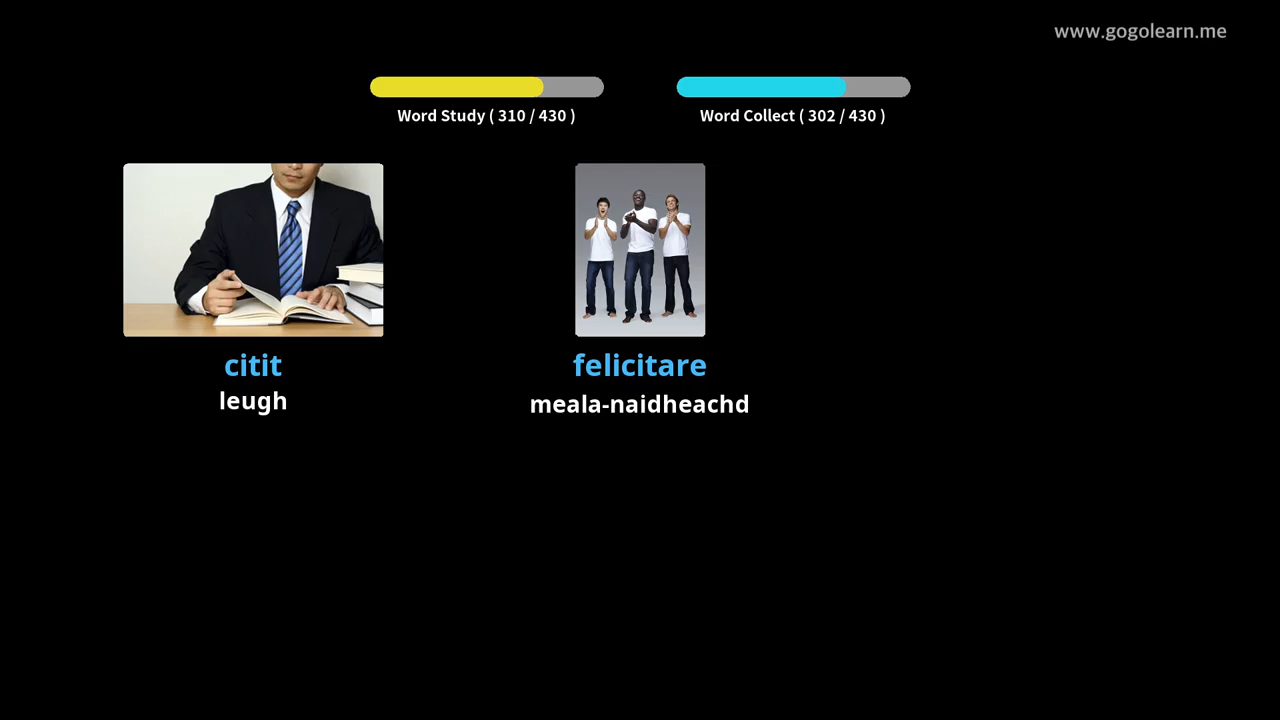 www.gogolearn.me
Word Study ( 310 / 430 )
Word Collect ( 302 / 430 )
citit
leugh
felicitare
meala-naidheachd